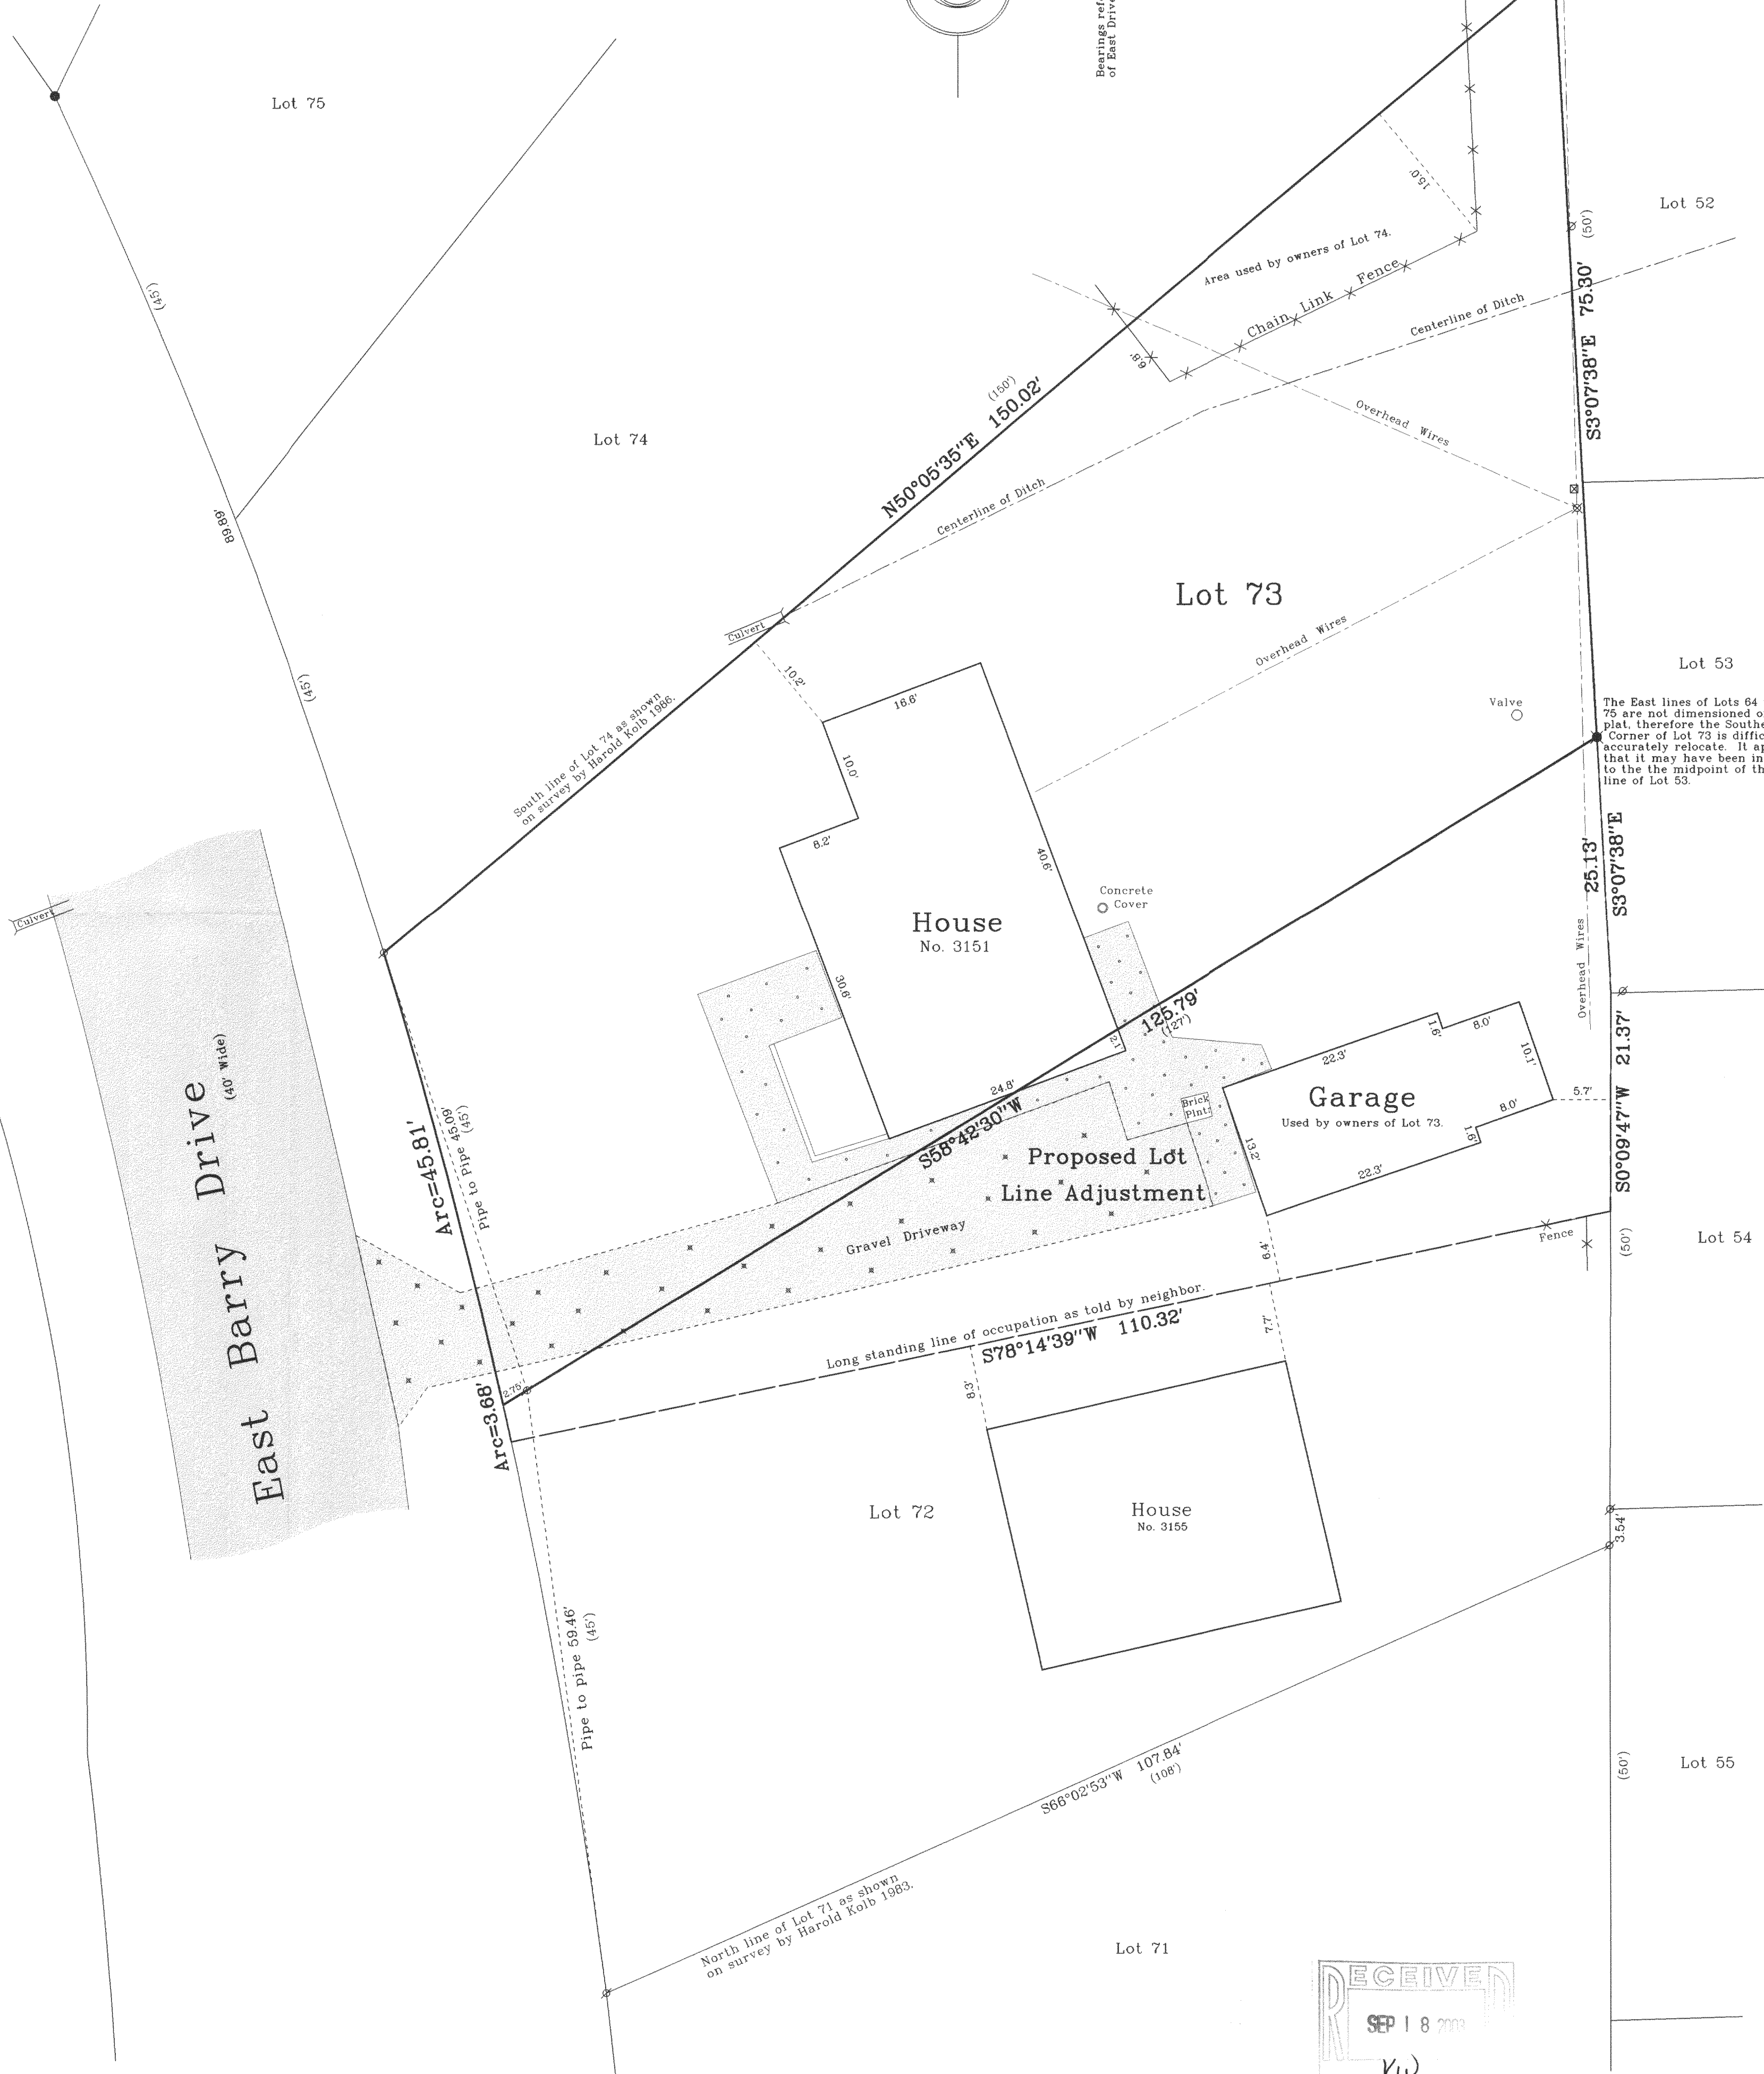 Bearings
of East Drive
Lot 75
Lot 52
15.0'
(50')
Area used by owners of Lot 74.
Chain Link Fence
6.8'
Centerline of Ditch
S3°07'38"E 75.30'
(45')
(150')
N50°05'35"E 150.02'
Overhead Wires
Lot 74
Centerline of Ditch
89.89'
Lot 73
Culvert
Overhead Wires
Lot 53
10.2'
16.6'
(45')
Valve
South line of Lot 74 as shown
on survey by Harold Kolb 1986.
The East lines of Lots 64
75 are not dimensioned
plat, therefore the
Corner of Lot 73 is
accurately relocate. It
that it may have been
to the the midpoint of
line of Lot 53.
10.0'
8.2'
40.6'
25.13'
S3°07'38"E
Concrete
Cover
Culvert
House
No. 3151
Overhead Wires
30.6'
125.79'
(127')
2.1'
24.8'
S58°42'30"W
1.6'
8.0'
10.1'
22.3'
Garage
Used by owners of Lot 73.
5.7'
8.0'
1.6'
22.3'
13.2'
Brick
Plnt.
S0°09'47"W 21.37'
East Barry Drive
(40' Wide)
Arc=45.81'
Pipe to Pipe 45.09'
(45')
Proposed Lot
Line Adjustment
Gravel Driveway
6.4'
Fence
(50')
Lot 54
Long standing line of occupation as told by neighbor.
S78°14'39"W 110.32'
7.7'
8.3'
2.75'
Arc=3.68'
Lot 72
House
No. 3155
3.54'
Pipe to pipe 59.46'
(45')
S66°02'53"W 107.84'
(108')
(50')
Lot 55
North line of Lot 71 as shown
on survey by Harold Kolb 1983.
Lot 71
RECEIVED
SEP 18 2003